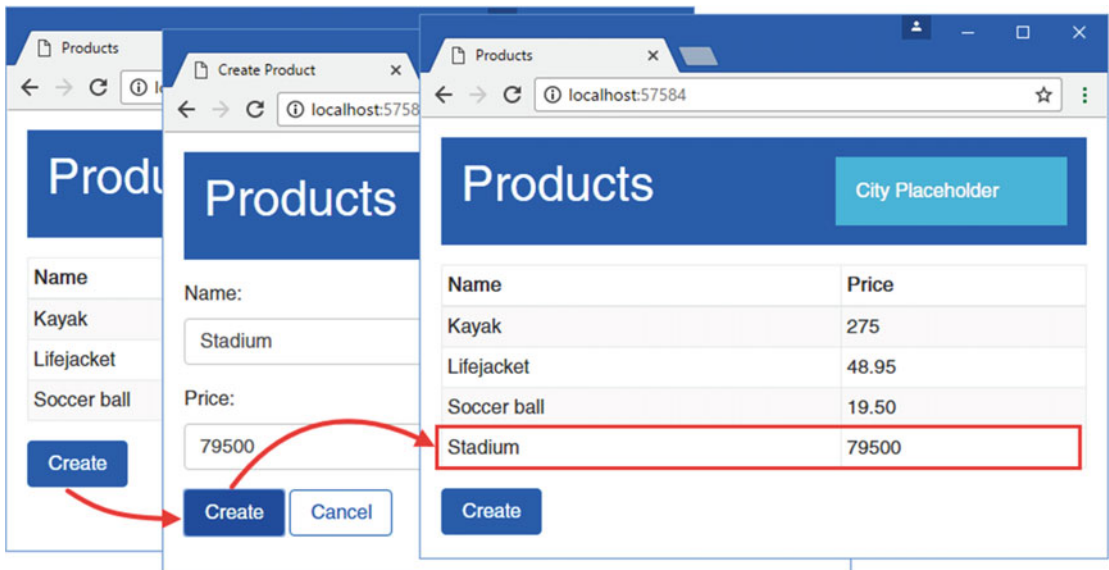 Products
Produ
Name
Kayak
Lifejacket
Soccer ball
Create
Create Product
localhost:5758
Products
Name:
Stadium
Price:
79500
Create Cancel
Products
localhost:57584
Products
City Placeholder
Name Price
Kayak 275
Lifejacket 48.95
Soccer ball 19.50
Stadium 79500
Create